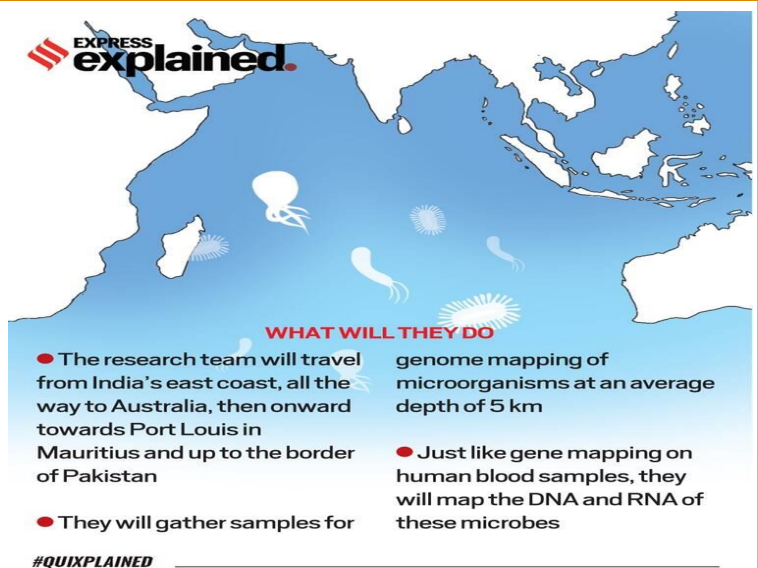 EXPRESS
explained.
WHAT WILL THEY DO
● The research team will travel
from India's east coast, all the
way to Australia, then onward
towards Port Louis in
Mauritius and up to the border
of Pakistan
● They will gather samples for
genome mapping of
microorganisms at an average
depth of 5 km
● Just like gene mapping on
human blood samples, they
will map the DNA and RNA of
these microbes
#QUIXPLAINED